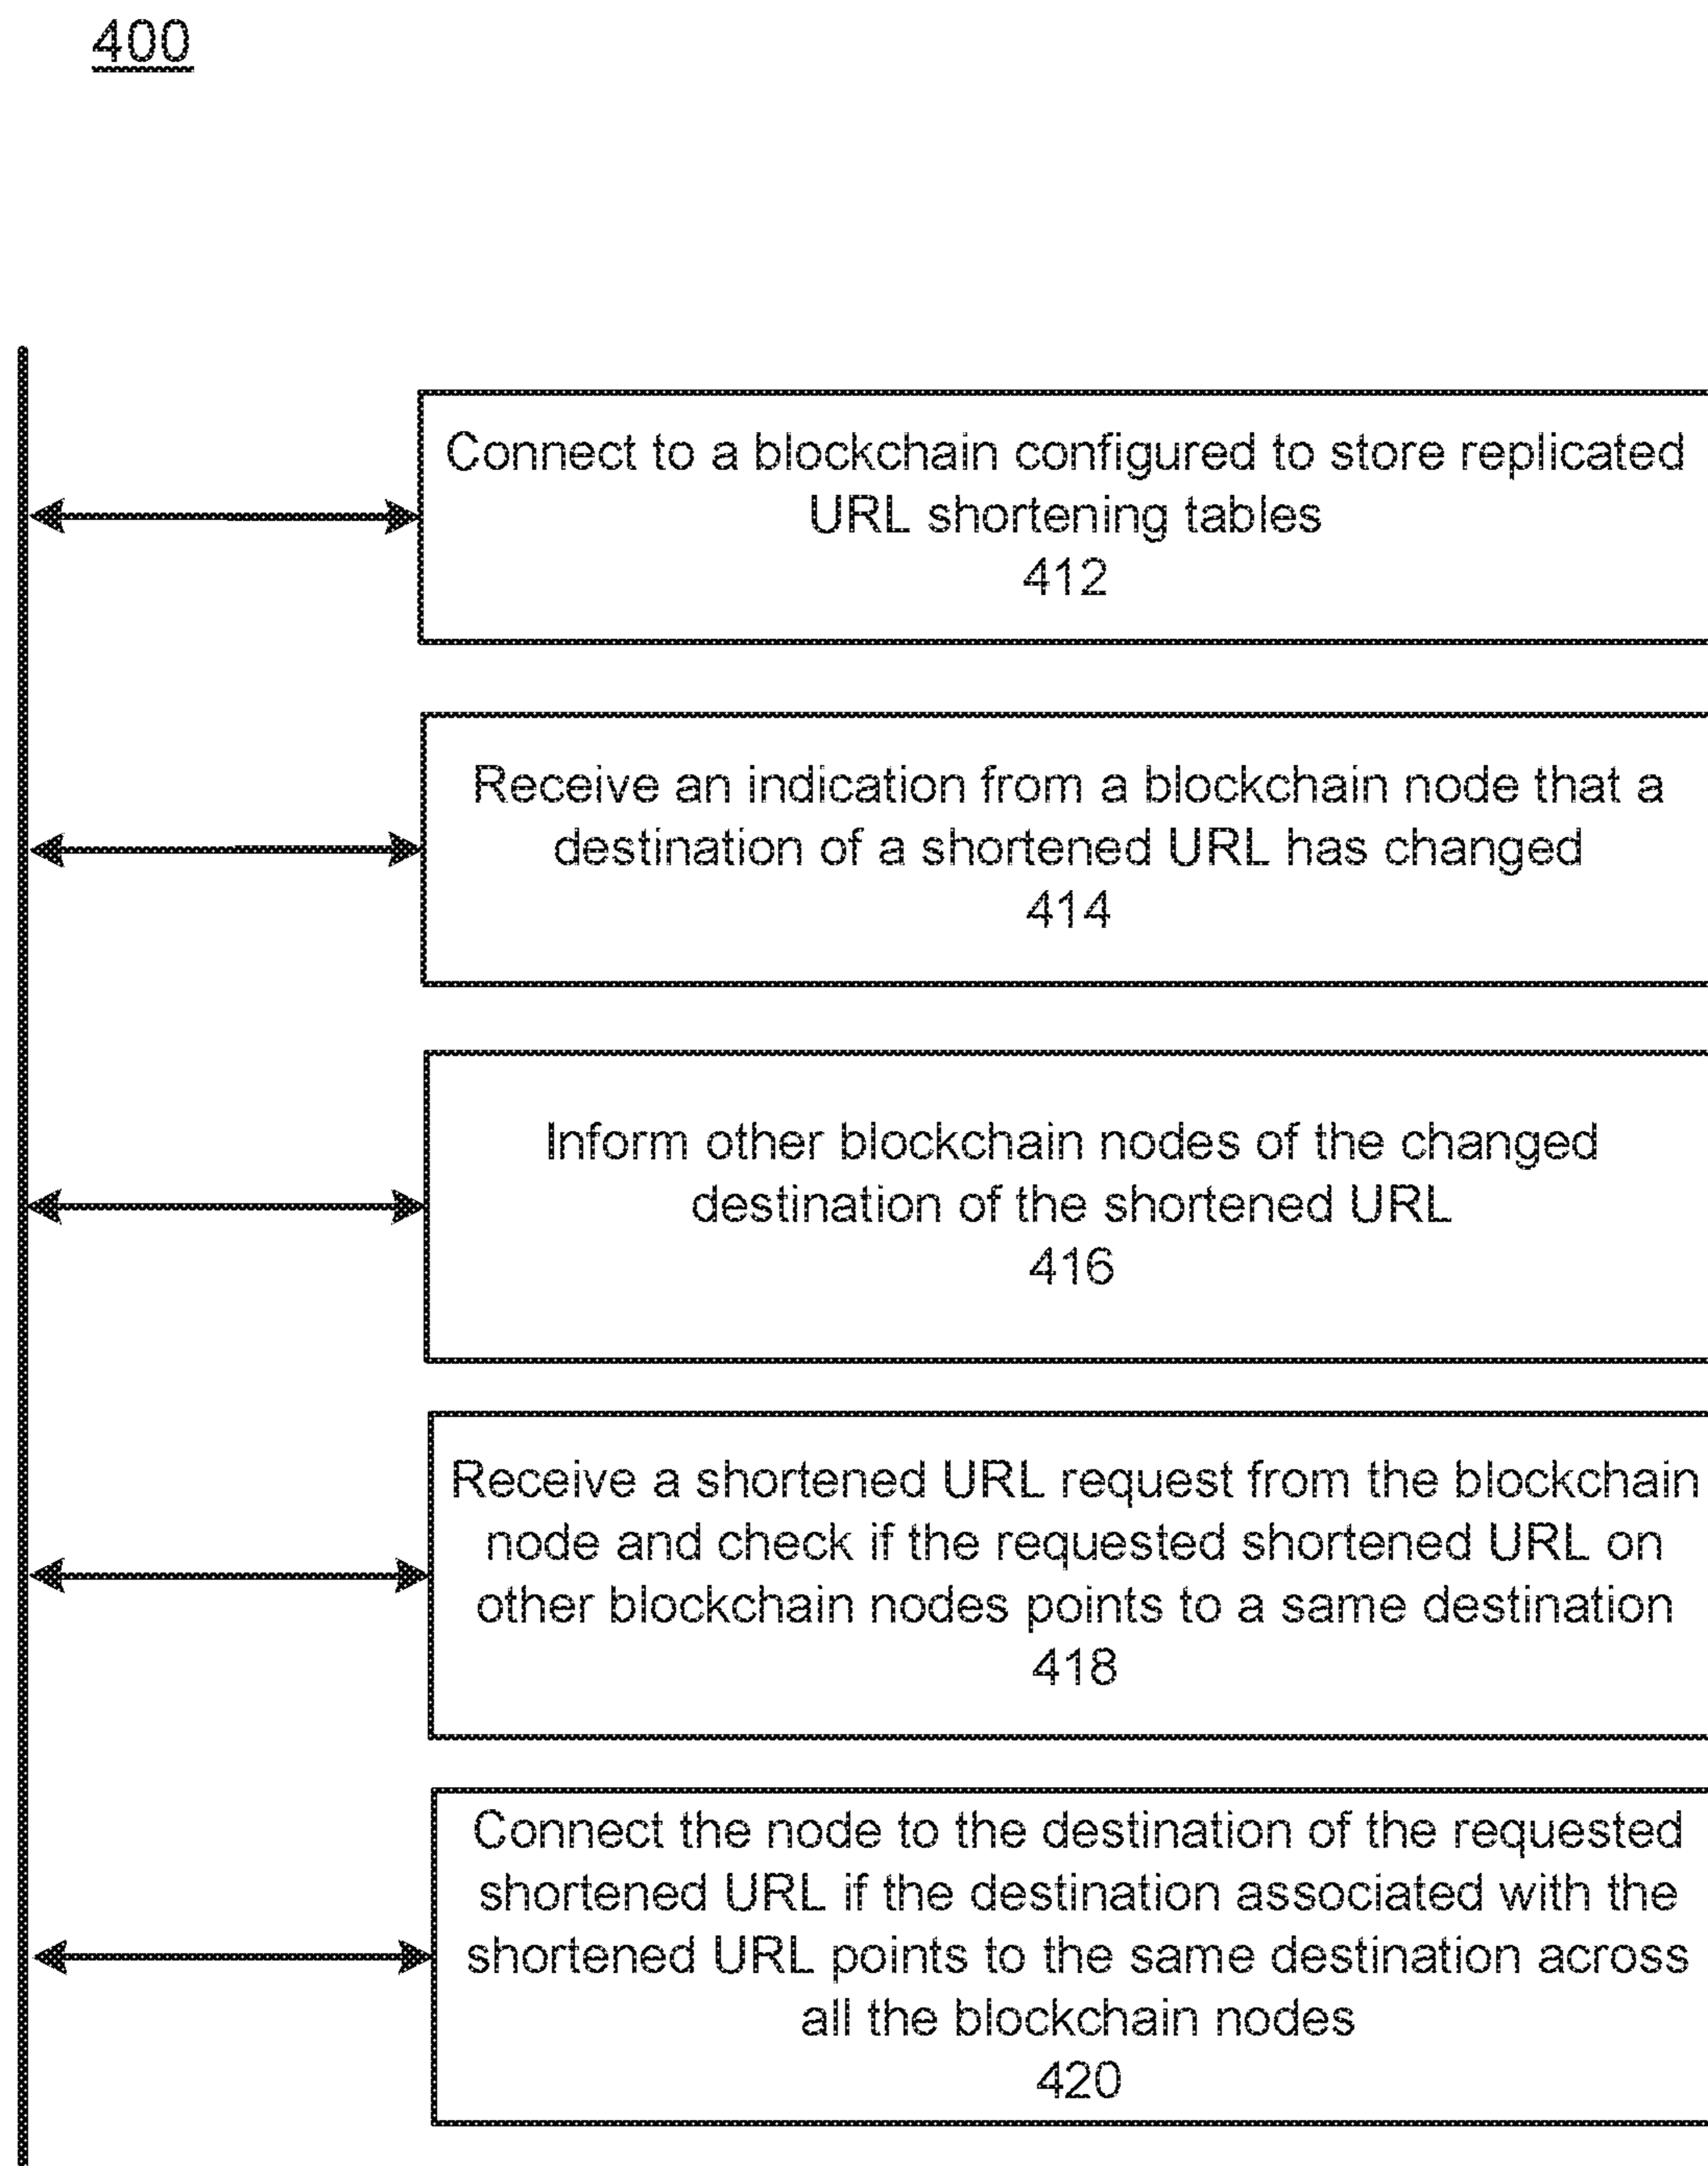 400
Connect to a blockchain configured to store replicated
URL shortening tables
412
Receive an indication from a blockchain node that a
destination of a shortened URL has changed
414
Inform other blockchain nodes of the changed
destination of the shortened URL
416
Receive a shortened URL request from the blockchain
node and check if the requested shortened URL on
other blockchain nodes points to a same destination
418
Connect the node to the destination of the requested
shortened URL if the destination associated with the
shortened URL points to the same destination across
all the blockchain nodes
420